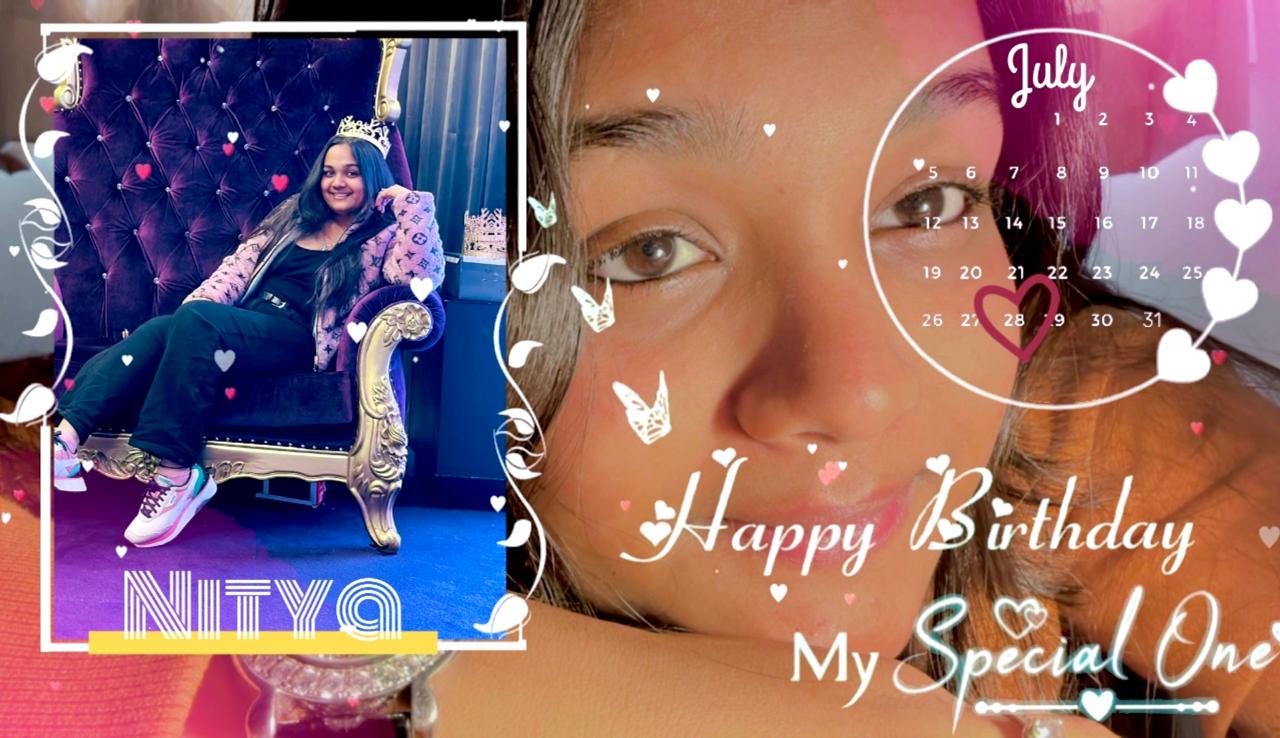 July
1 2 3 4
5 6 7 8 9 10 11
12 13 14 15 16 17 18
19 20 21 22 23 24 25
26 27 28 29 30 31
Happy Birthday
My Special One
NITYa